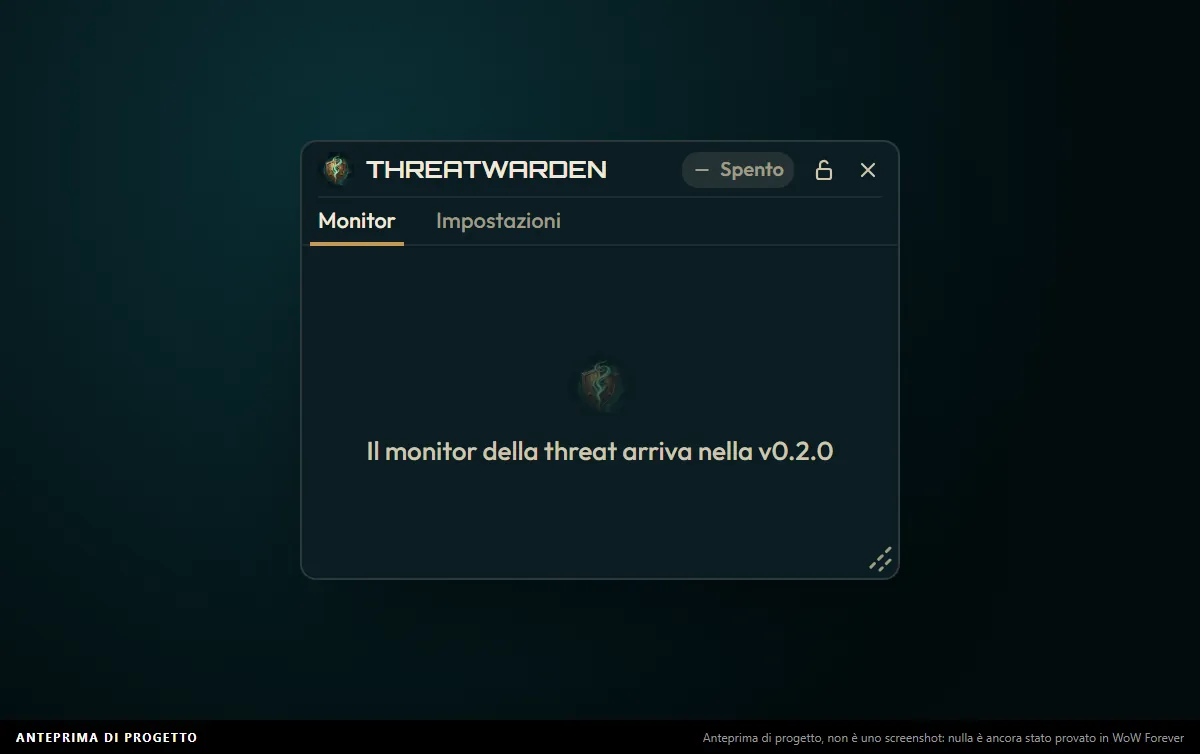 THREATWARDEN
– Spento
Monitor
Impostazioni
Il monitor della threat arriva nella v0.2.0
ANTEPRIMA DI PROGETTO
Anteprima di progetto, non è uno screenshot: nulla è ancora stato provato in WoW Forever